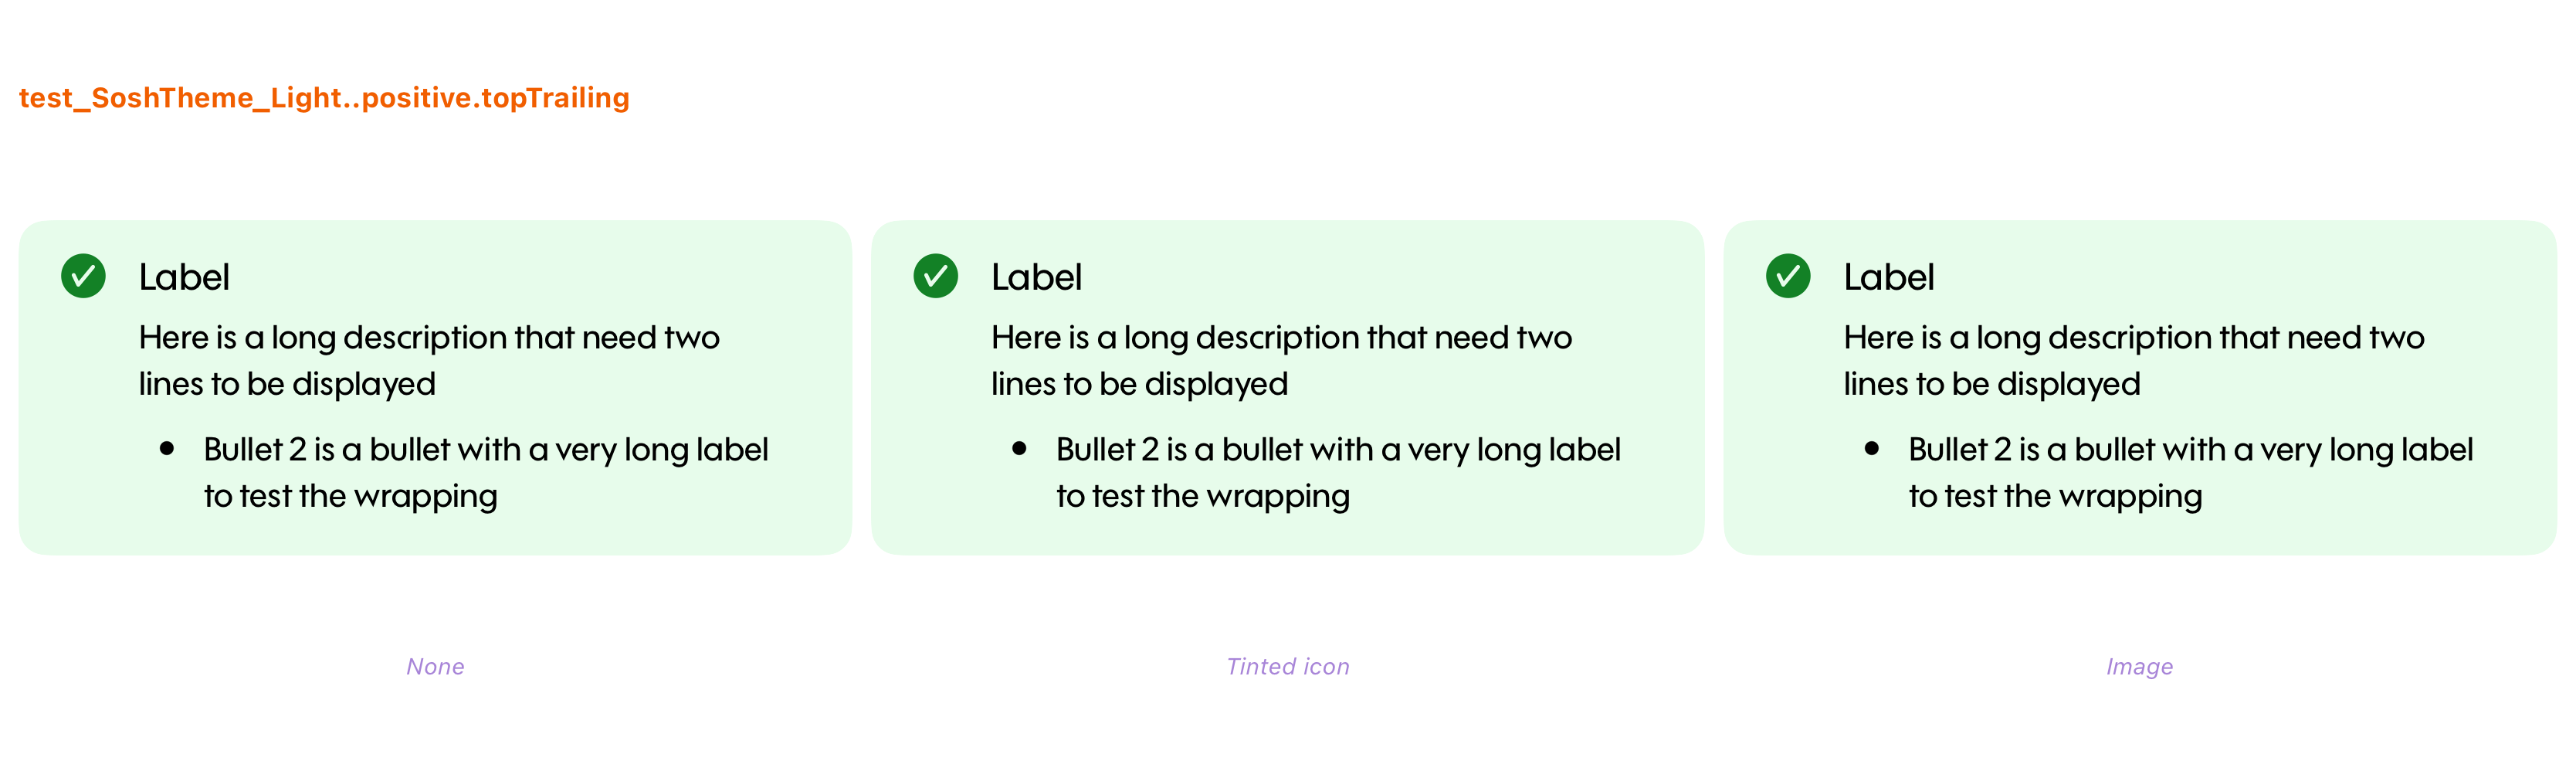 test_SoshTheme_Light..positive.topTrailing
Label
Here is a long description that need two
lines to be displayed
• Bullet 2 is a bullet with a very long label
to test the wrapping
Label
Here is a long description that need two
lines to be displayed
• Bullet 2 is a bullet with a very long label
to test the wrapping
Label
Here is a long description that need two
lines to be displayed
• Bullet 2 is a bullet with a very long label
to test the wrapping
None
Tinted icon
Image